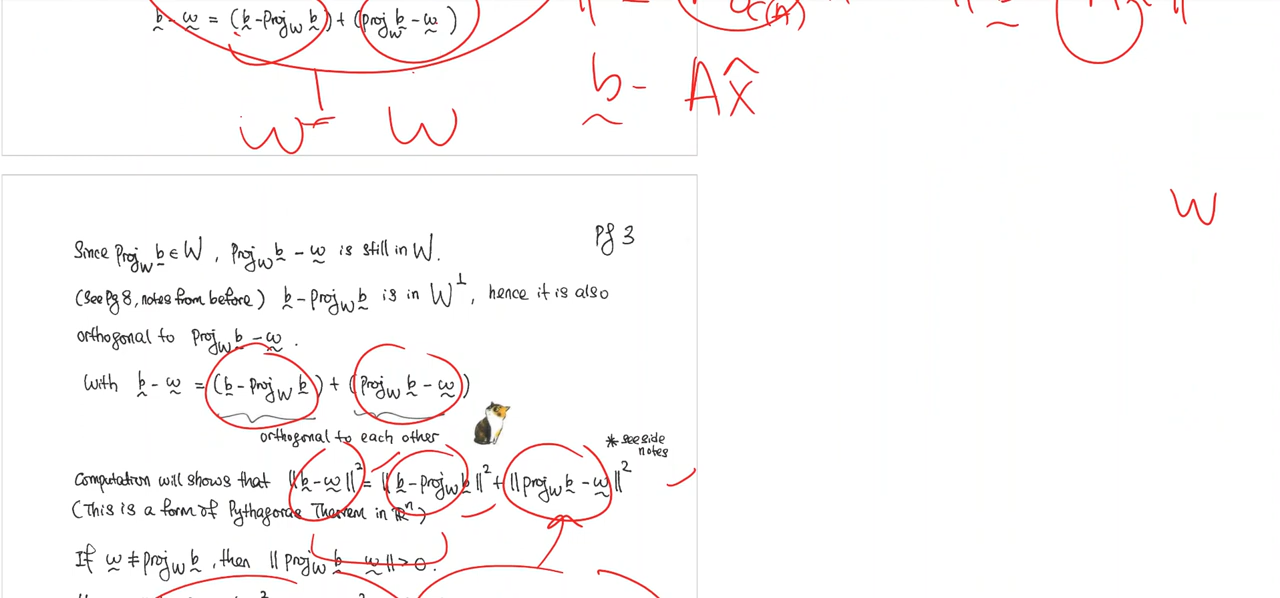 b - w = (b - Proj_W b) + (Proj_W b - w)
W⊥ W
b - Ax̂
W
Pg 3
Since Proj_W b ∈ W, Proj_W b - w is still in W.
(See Pg 8, notes from before) b - Proj_W b is in W⊥, hence it is also
orthogonal to Proj_W b - w.
With b - w = (b - Proj_W b) + (Proj_W b - w)
orthogonal to each other
* see side
notes
Computation will shows that ||b - w||² = ||b - Proj_W b||² + ||Proj_W b - w||²
(This is a form of Pythagoras Theorem in ℝⁿ)
If w ≠ Proj_W b, then ||Proj_W b - w|| > 0.